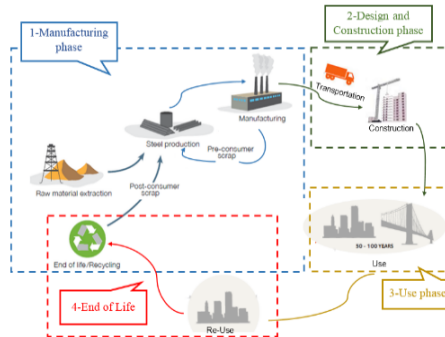 1-Manufacturing
phase
2-Design and
Construction phase
Transportation
Steel production
Manufacturing
Construction
Pre-consumer
scrap
Raw material extraction
Post-consumer
scrap
50 - 100 YEARS
End of life/Recycling
Use
4-End of Life
3-Use phase
Re-Use